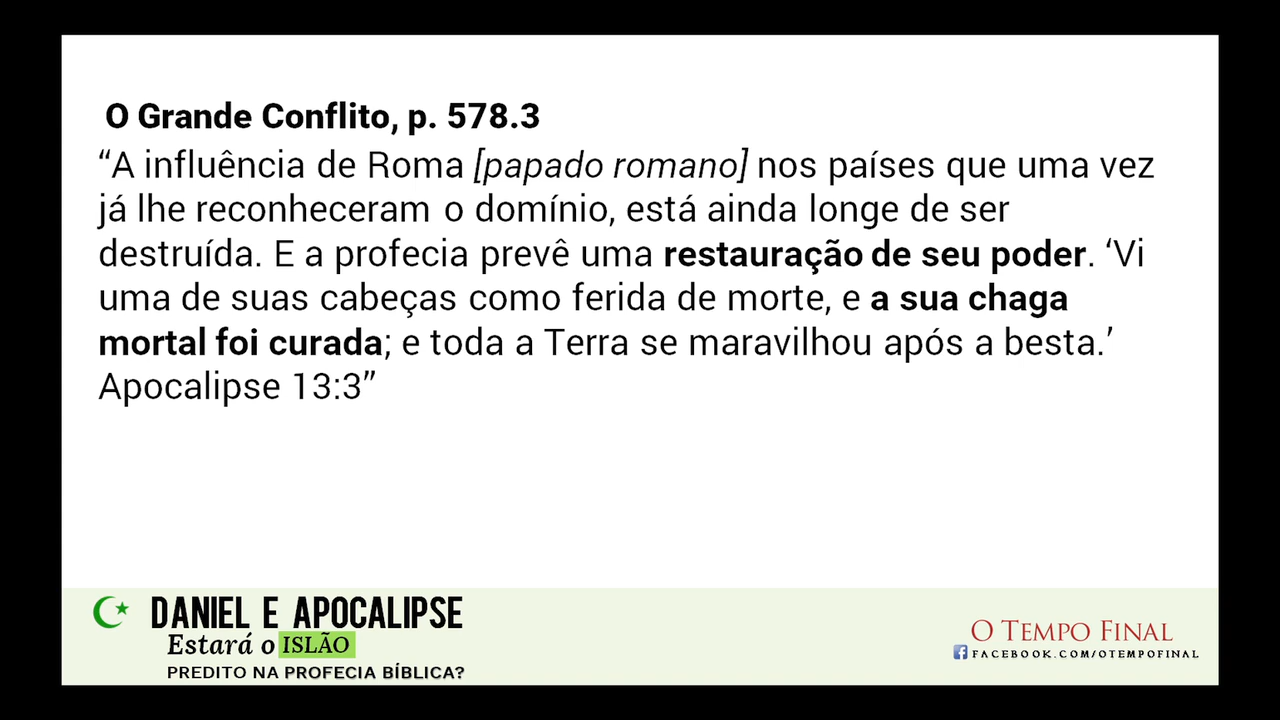 O Grande Conflito, p. 578.3
“A influência de Roma [papado romano] nos países que uma vez
já lhe reconheceram o domínio, está ainda longe de ser
destruída. E a profecia prevê uma restauração de seu poder. ‘Vi
uma de suas cabeças como ferida de morte, e a sua chaga
mortal foi curada; e toda a Terra se maravilhou após a besta.’
Apocalipse 13:3”
DANIEL E APOCALIPSE
Estará o ISLÃO
PREDITO NA PROFECIA BÍBLICA?
O TEMPO FINAL
FACEBOOK.COM/OTEMPOFINAL